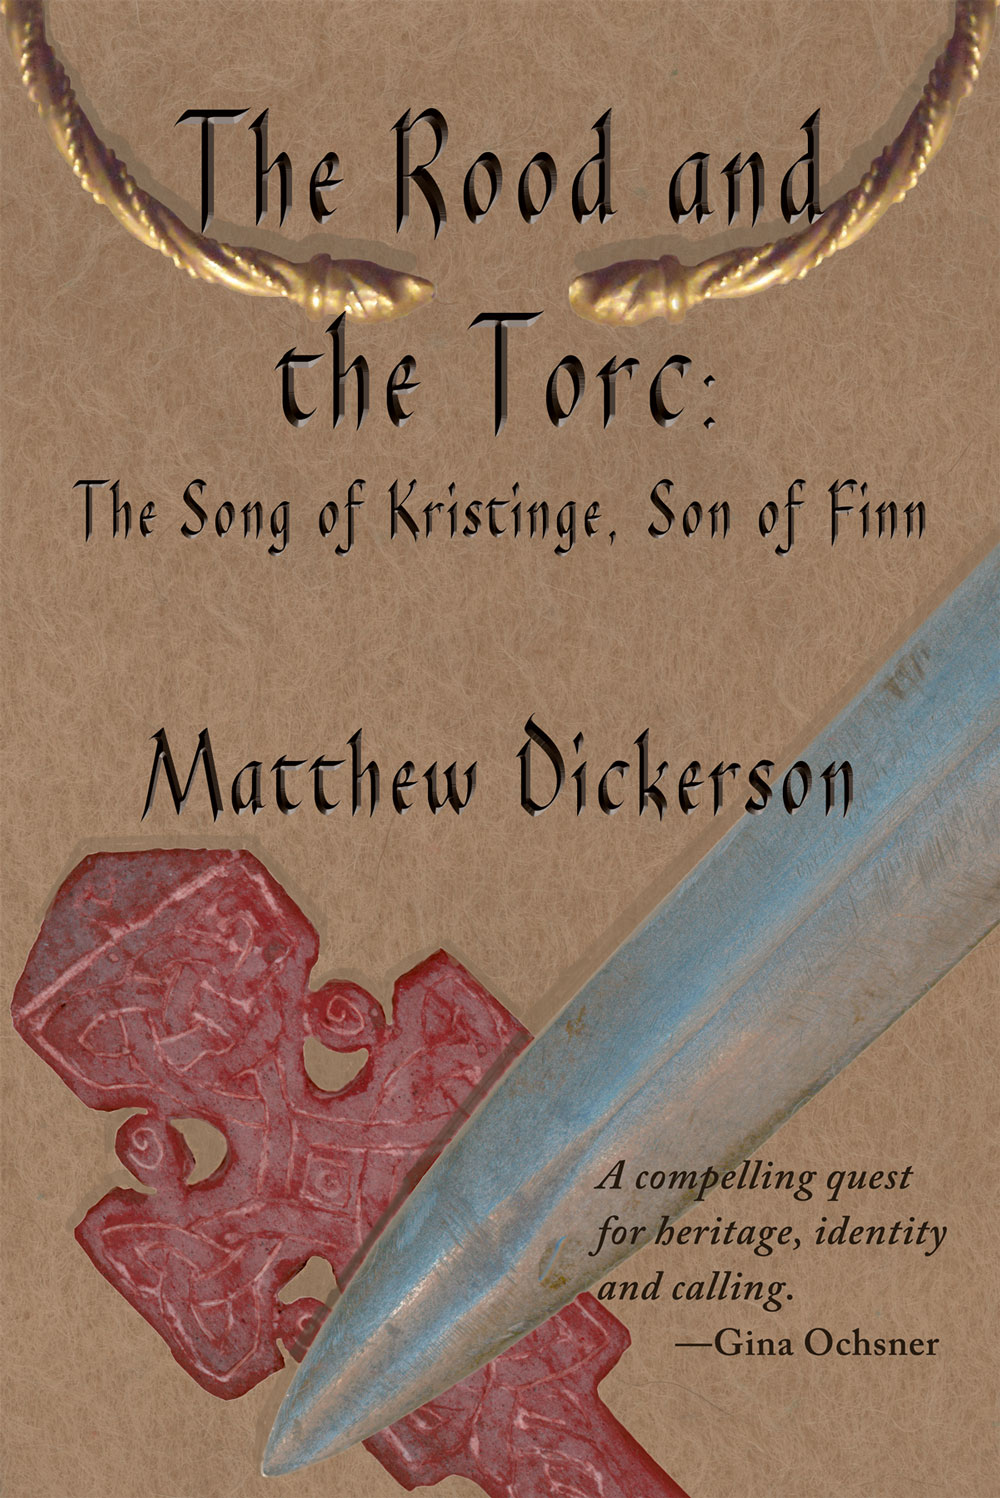 The Rood and
the Torc:
The Song of Kristinge, Son of Finn
Matthew Dickerson
A compelling quest
for heritage, identity
and calling.
—Gina Ochsner